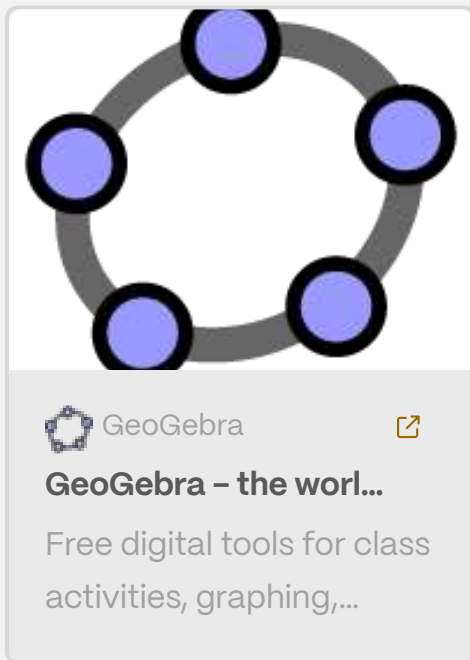 GeoGebra
GeoGebra – the worl...
Free digital tools for class
activities, graphing,...